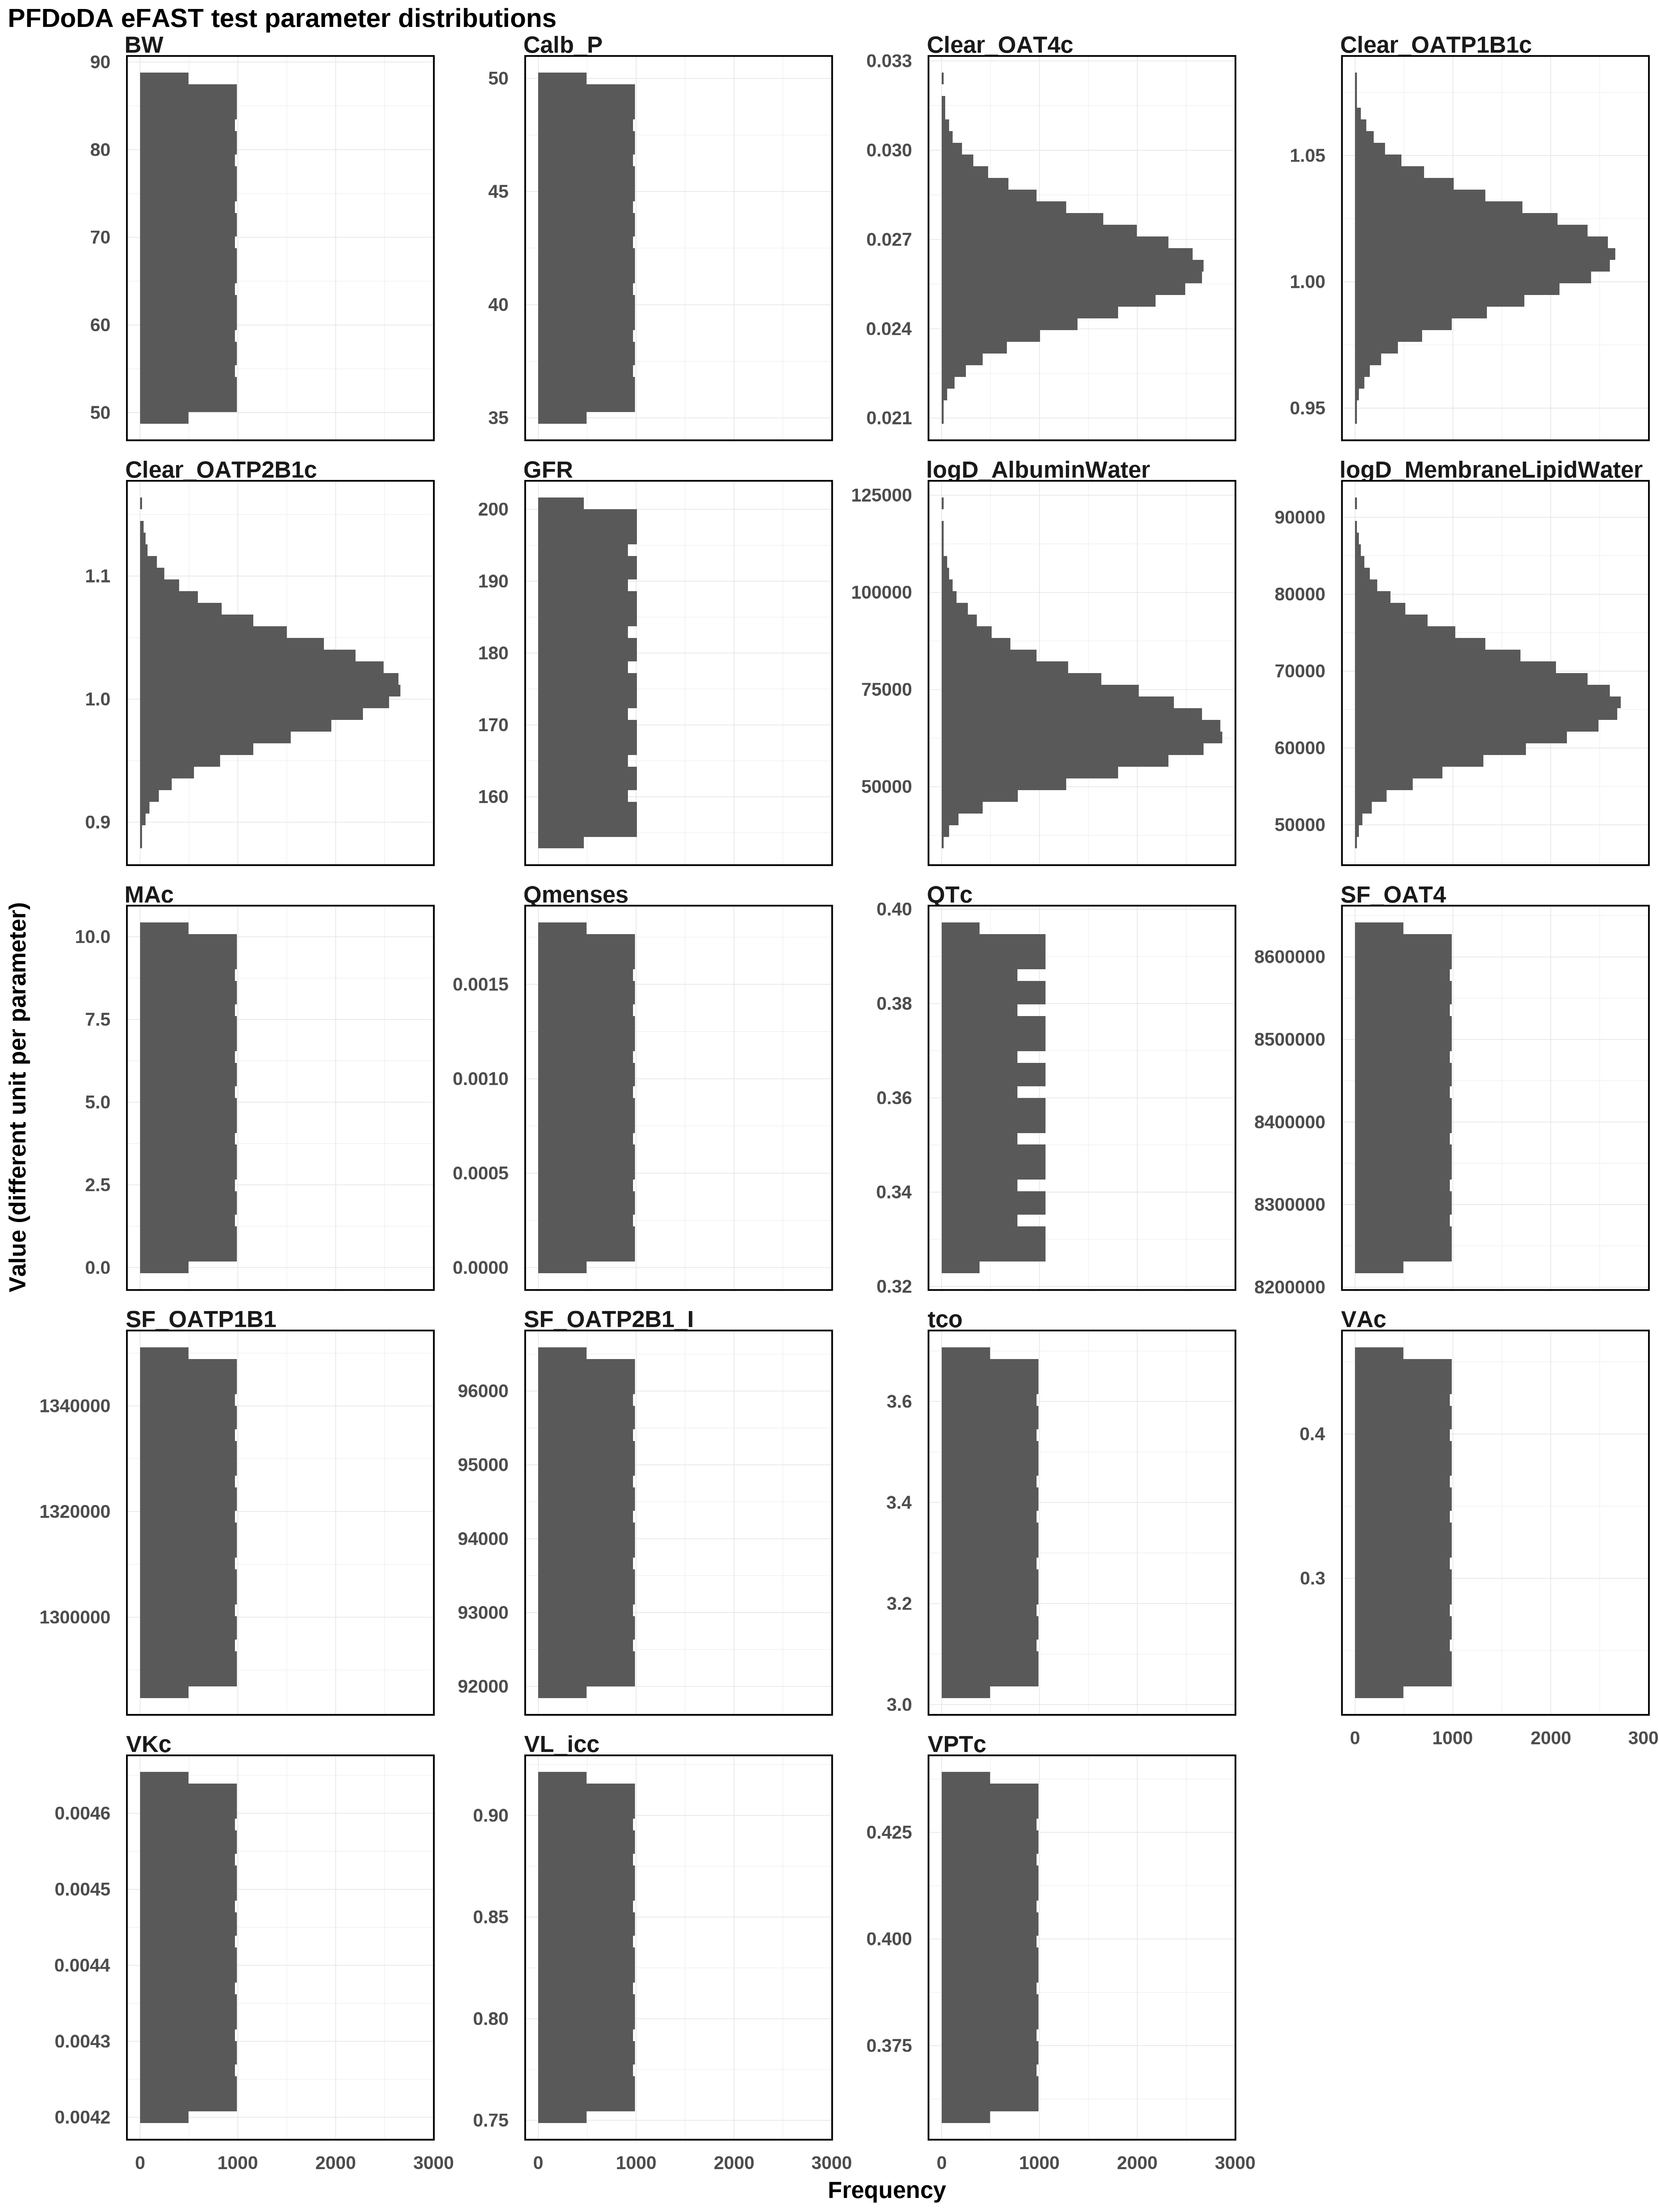 PFDoDA eFAST test parameter distributions
BW Calb_P Clear_OAT4c Clear_OATP1B1c
90 80 70 60 50
50 45 40 35
0.033 0.030 0.027 0.024 0.021
1.05 1.00 0.95
Clear_OATP2B1c GFR logD_AlbuminWater logD_MembraneLipidWater
1.1 1.0 0.9
200 190 180 170 160
125000 100000 75000 50000
90000 80000 70000 60000 50000
Value (different unit per parameter)
MAc Qmenses QTc SF_OAT4
10.0 7.5 5.0 2.5 0.0
0.0015 0.0010 0.0005 0.0000
0.40 0.38 0.36 0.34 0.32
8600000 8500000 8400000 8300000 8200000
SF_OATP1B1 SF_OATP2B1_I tco VAc
1340000 1320000 1300000
96000 95000 94000 93000 92000
3.6 3.4 3.2 3.0
0.4 0.3
0 1000 2000 300
VKc VL_icc VPTc
0.0046 0.0045 0.0044 0.0043 0.0042
0.90 0.85 0.80 0.75
0.425 0.400 0.375
0 1000 2000 3000 0 1000 2000 3000 0 1000 2000 3000
Frequency